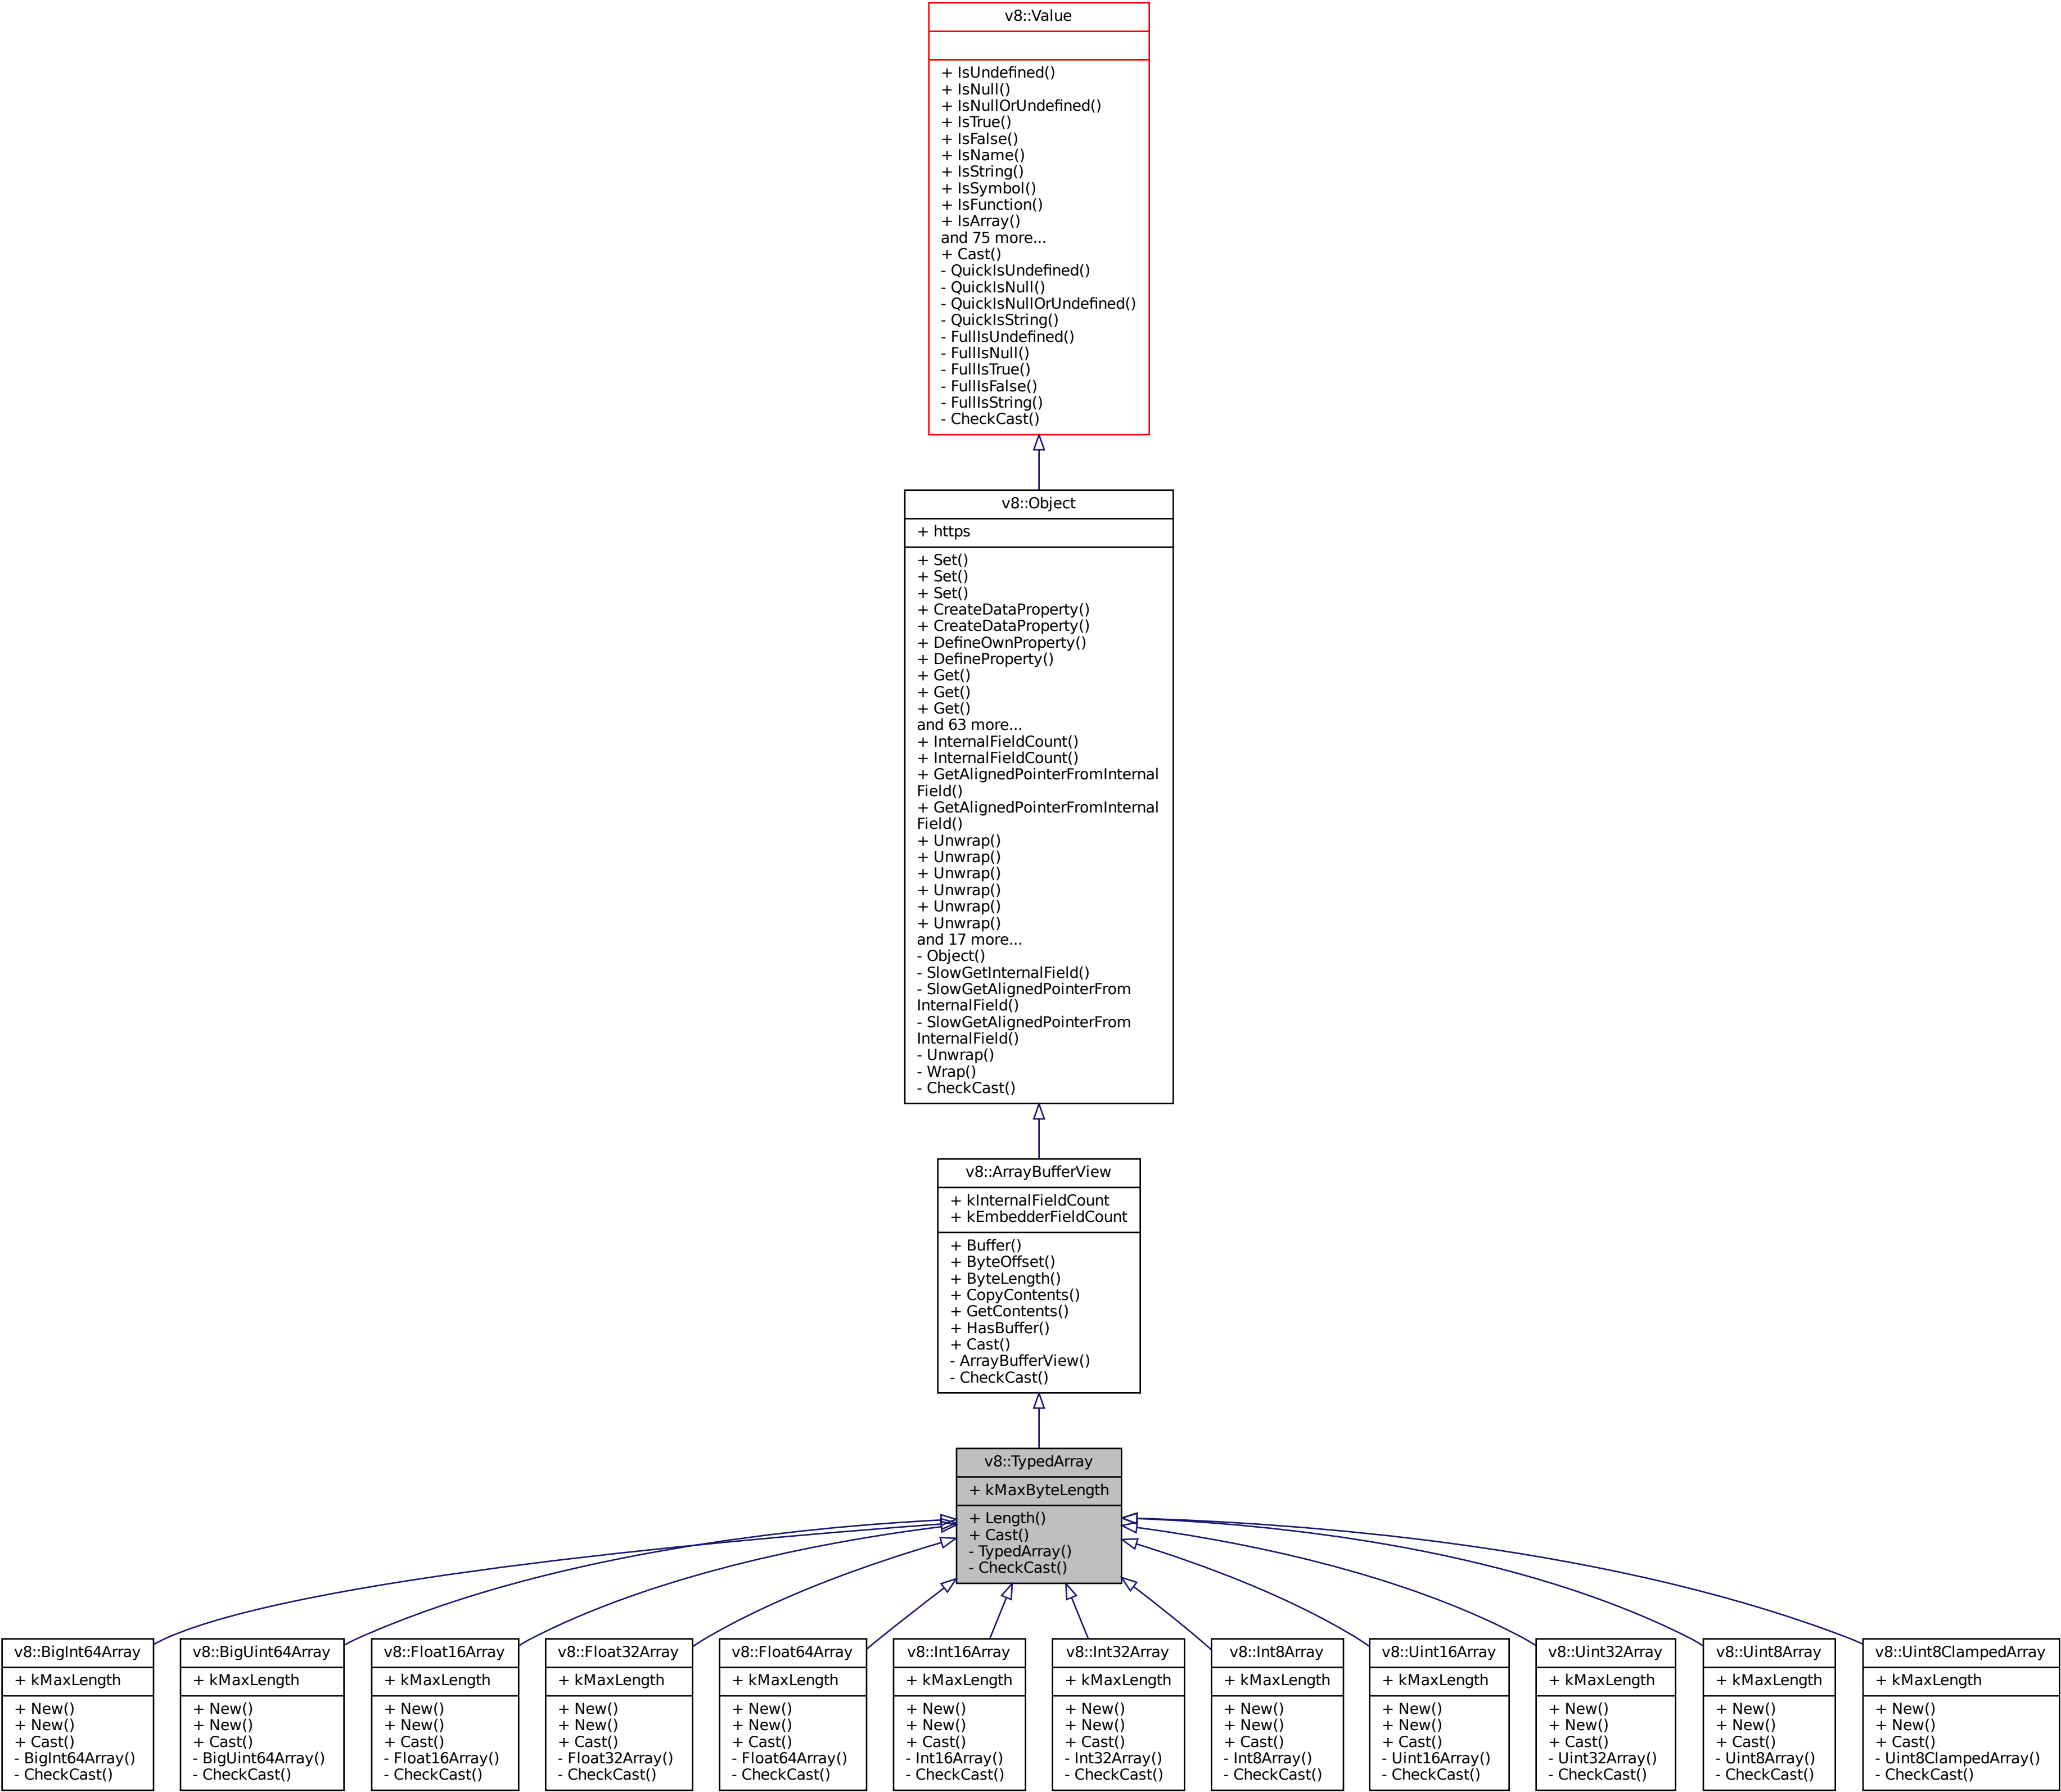 v8::Value
+ IsUndefined()
+ IsNull()
+ IsNullOrUndefined()
+ IsTrue()
+ IsFalse()
+ IsName()
+ IsString()
+ IsSymbol()
+ IsFunction()
+ IsArray()
and 75 more...
+ Cast()
- QuickIsUndefined()
- QuickIsNull()
- QuickIsNullOrUndefined()
- QuickIsString()
- FullIsUndefined()
- FullIsNull()
- FullIsTrue()
- FullIsFalse()
- FullIsString()
- CheckCast()
v8::Object
+ https
+ Set()
+ Set()
+ Set()
+ CreateDataProperty()
+ CreateDataProperty()
+ DefineOwnProperty()
+ DefineProperty()
+ Get()
+ Get()
+ Get()
and 63 more...
+ InternalFieldCount()
+ InternalFieldCount()
+ GetAlignedPointerFromInternal
Field()
+ GetAlignedPointerFromInternal
Field()
+ Unwrap()
+ Unwrap()
+ Unwrap()
+ Unwrap()
+ Unwrap()
+ Unwrap()
and 17 more...
- Object()
- SlowGetInternalField()
- SlowGetAlignedPointerFrom
InternalField()
- SlowGetAlignedPointerFrom
InternalField()
- Unwrap()
- Wrap()
- CheckCast()
v8::ArrayBufferView
+ kInternalFieldCount
+ kEmbedderFieldCount
+ Buffer()
+ ByteOffset()
+ ByteLength()
+ CopyContents()
+ GetContents()
+ HasBuffer()
+ Cast()
- ArrayBufferView()
- CheckCast()
v8::TypedArray
+ kMaxByteLength
+ Length()
+ Cast()
- TypedArray()
- CheckCast()
v8::BigInt64Array
+ kMaxLength
+ New()
+ New()
+ Cast()
- BigInt64Array()
- CheckCast()
v8::BigUint64Array
+ kMaxLength
+ New()
+ New()
+ Cast()
- BigUint64Array()
- CheckCast()
v8::Float16Array
+ kMaxLength
+ New()
+ New()
+ Cast()
- Float16Array()
- CheckCast()
v8::Float32Array
+ kMaxLength
+ New()
+ New()
+ Cast()
- Float32Array()
- CheckCast()
v8::Float64Array
+ kMaxLength
+ New()
+ New()
+ Cast()
- Float64Array()
- CheckCast()
v8::Int16Array
+ kMaxLength
+ New()
+ New()
+ Cast()
- Int16Array()
- CheckCast()
v8::Int32Array
+ kMaxLength
+ New()
+ New()
+ Cast()
- Int32Array()
- CheckCast()
v8::Int8Array
+ kMaxLength
+ New()
+ New()
+ Cast()
- Int8Array()
- CheckCast()
v8::Uint16Array
+ kMaxLength
+ New()
+ New()
+ Cast()
- Uint16Array()
- CheckCast()
v8::Uint32Array
+ kMaxLength
+ New()
+ New()
+ Cast()
- Uint32Array()
- CheckCast()
v8::Uint8Array
+ kMaxLength
+ New()
+ New()
+ Cast()
- Uint8Array()
- CheckCast()
v8::Uint8ClampedArray
+ kMaxLength
+ New()
+ New()
+ Cast()
- Uint8ClampedArray()
- CheckCast()